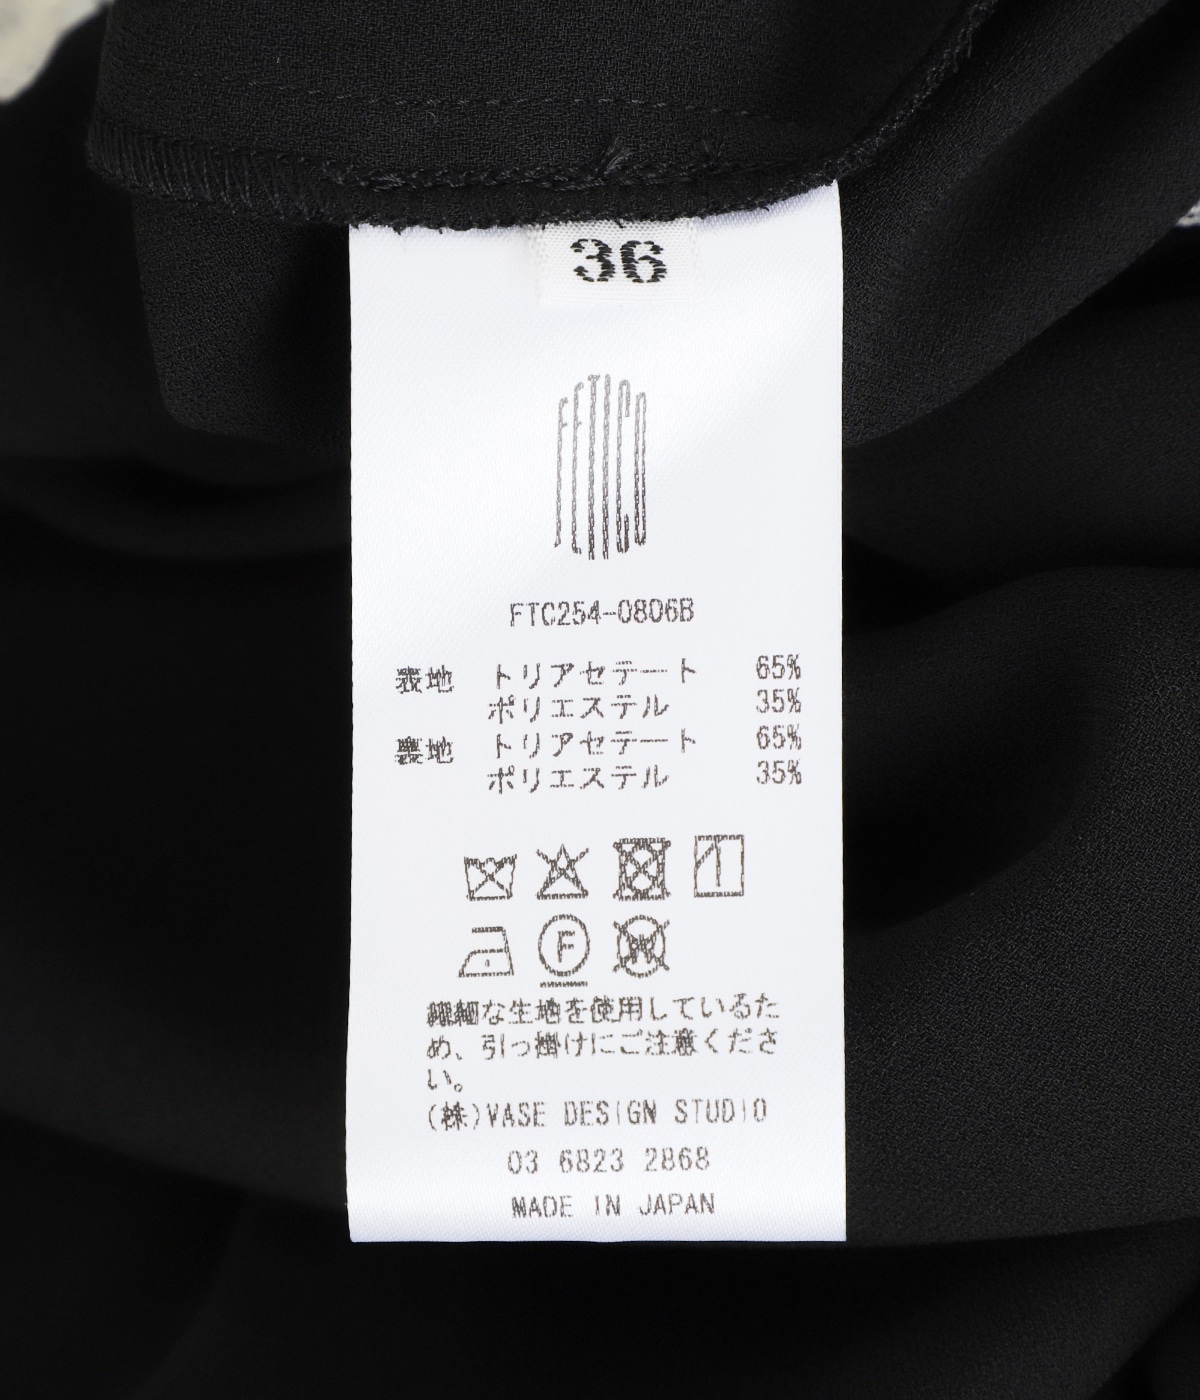 36
FETICO
FTC254-0806B
表地 トリアセテート 65%
ポリエステル 35%
裏地 トリアセテート 65%
ポリエステル 35%
F
W
繊細な生地を使用しているた
め、引っ掛けにご注意くださ
い。
(株)VASE DESIGN STUDIO
03 6823 2868
MADE IN JAPAN